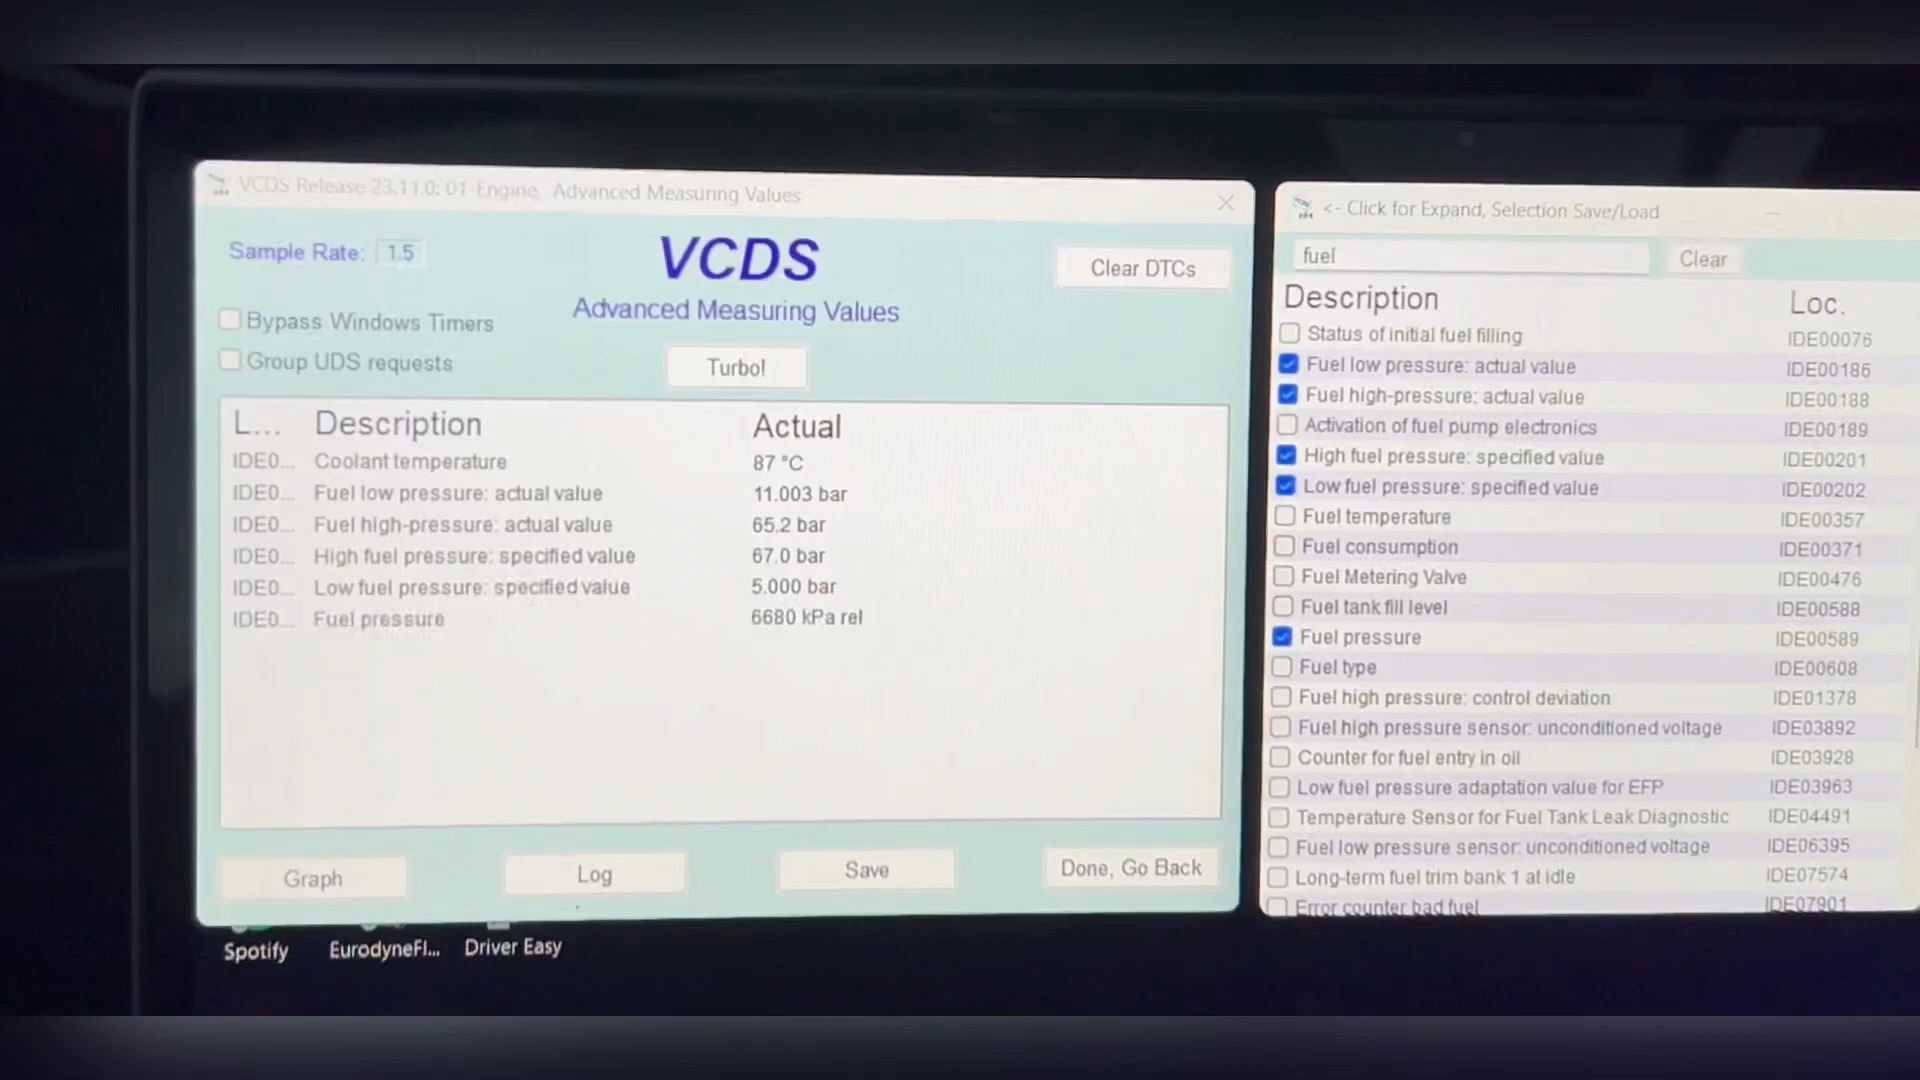 VCDS Release 23.11.0: 01-Engine, Advanced Measuring Values
Sample Rate: 1.5
VCDS
Clear DTCs
Advanced Measuring Values
Bypass Windows Timers
Group UDS requests
Turbo!
L... Description Actual
IDE0... Coolant temperature 87 °C
IDE0... Fuel low pressure: actual value 11.003 bar
IDE0... Fuel high-pressure: actual value 65.2 bar
IDE0... High fuel pressure: specified value 67.0 bar
IDE0... Low fuel pressure: specified value 5.000 bar
IDE0... Fuel pressure 6680 kPa rel
Graph Log Save Done, Go Back
<- Click for Expand, Selection Save/Load
fuel Clear
Description Loc.
Status of initial fuel filling IDE00076
Fuel low pressure: actual value IDE00186
Fuel high-pressure: actual value IDE00188
Activation of fuel pump electronics IDE00189
High fuel pressure: specified value IDE00201
Low fuel pressure: specified value IDE00202
Fuel temperature IDE00357
Fuel consumption IDE00371
Fuel Metering Valve IDE00476
Fuel tank fill level IDE00588
Fuel pressure IDE00589
Fuel type IDE00608
Fuel high pressure: control deviation IDE01378
Fuel high pressure sensor: unconditioned voltage IDE03892
Counter for fuel entry in oil IDE03928
Low fuel pressure adaptation value for EFP IDE03963
Temperature Sensor for Fuel Tank Leak Diagnostic IDE04491
Fuel low pressure sensor: unconditioned voltage IDE06395
Long-term fuel trim bank 1 at idle IDE07574
Error counter bad fuel IDE07901
Spotify EurodyneFl... Driver Easy